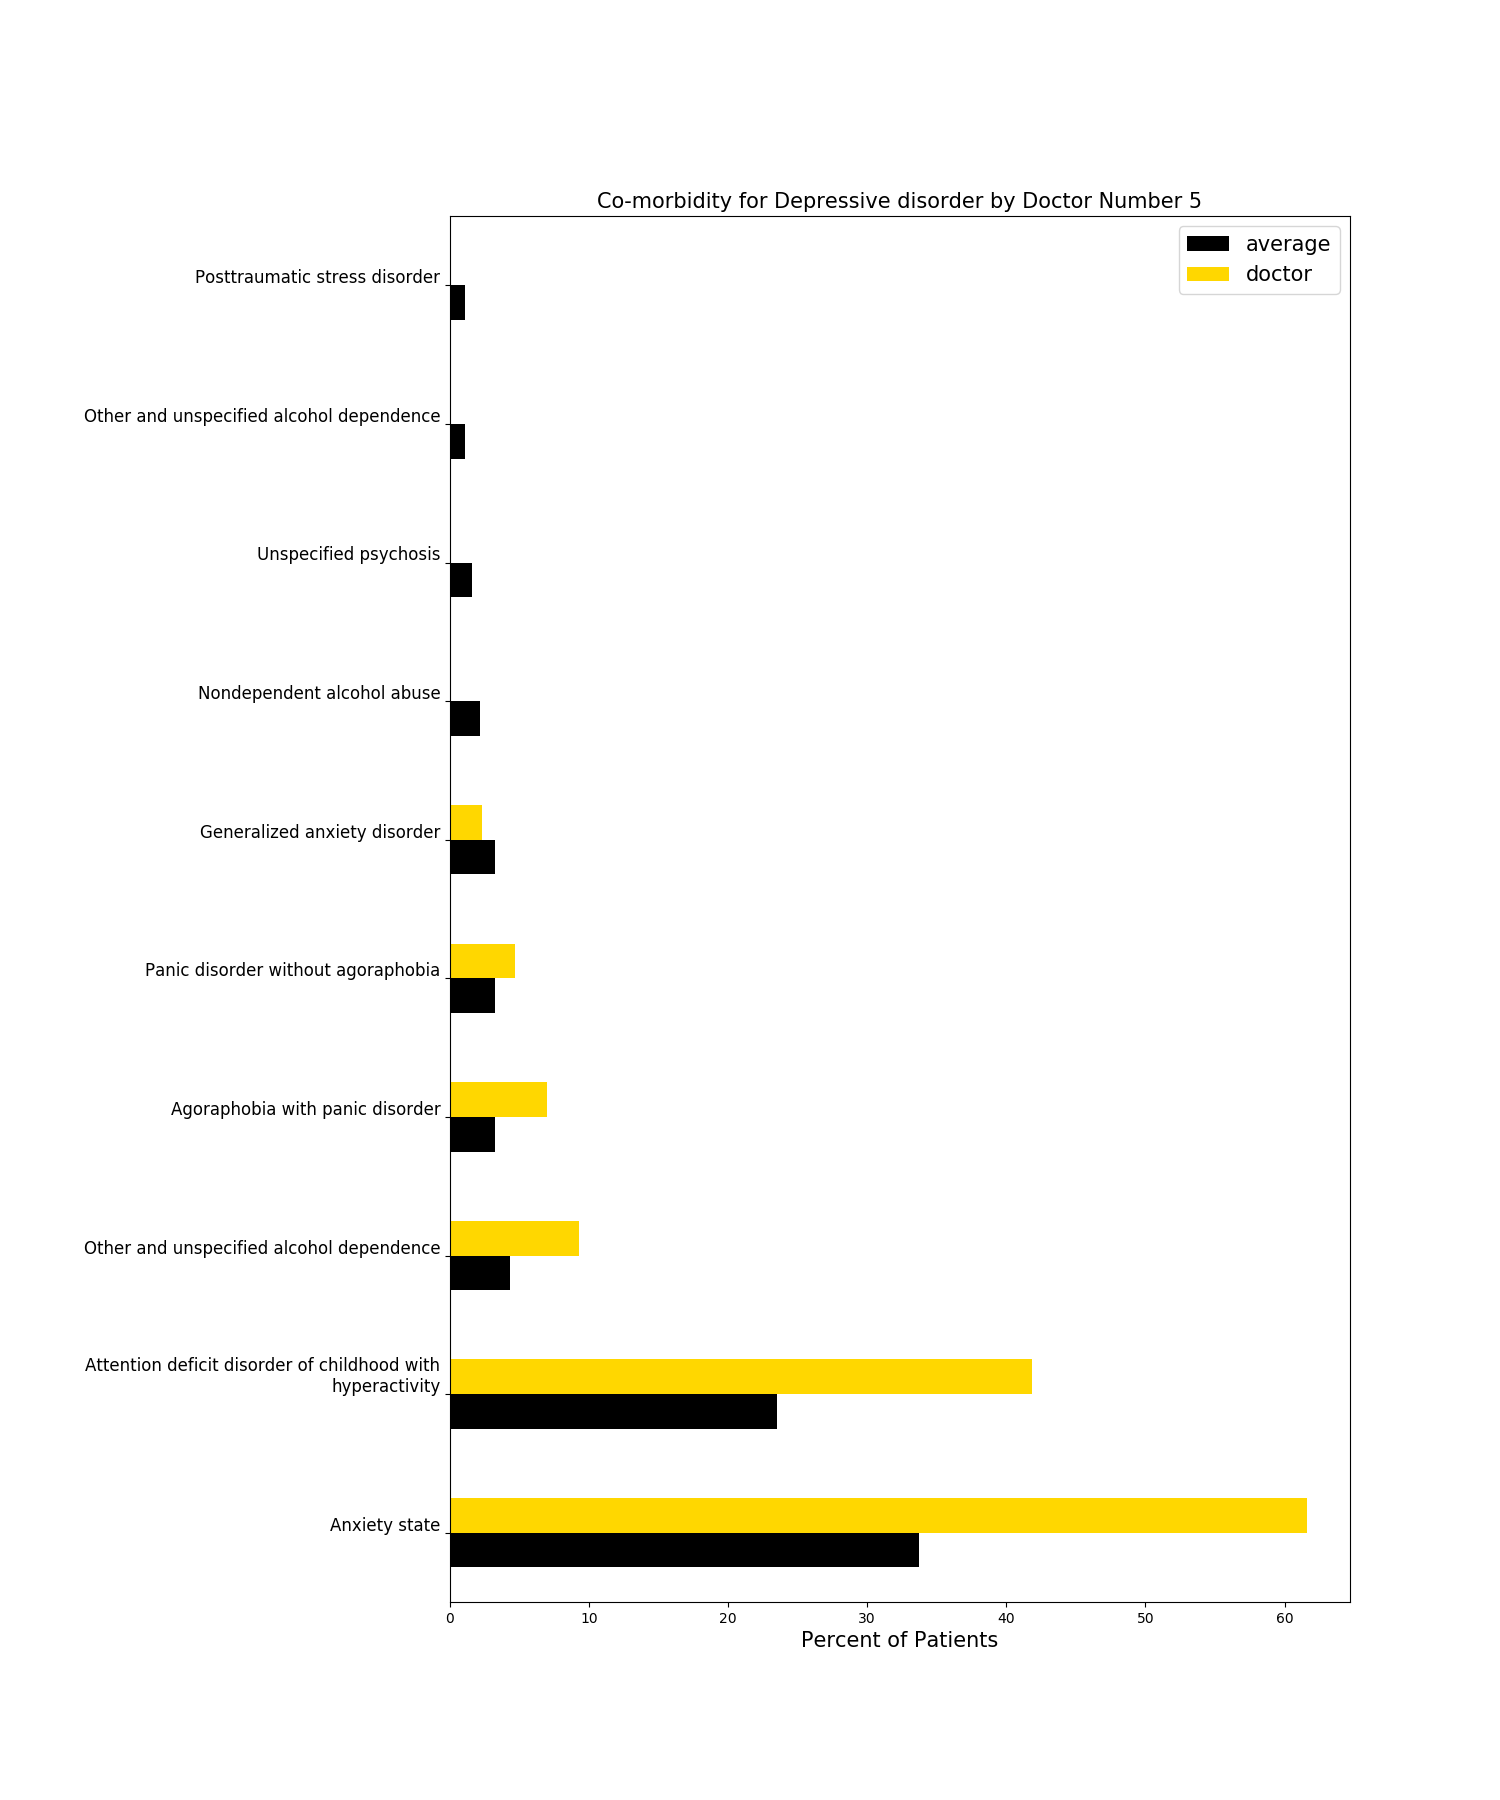 Co-morbidity for Depressive disorder by Doctor Number 5
average
doctor
Posttraumatic stress disorder
Other and unspecified alcohol dependence
Unspecified psychosis
Nondependent alcohol abuse
Generalized anxiety disorder
Panic disorder without agoraphobia
Agoraphobia with panic disorder
Other and unspecified alcohol dependence
Attention deficit disorder of childhood with
hyperactivity
Anxiety state
0 10 20 30 40 50 60
Percent of Patients